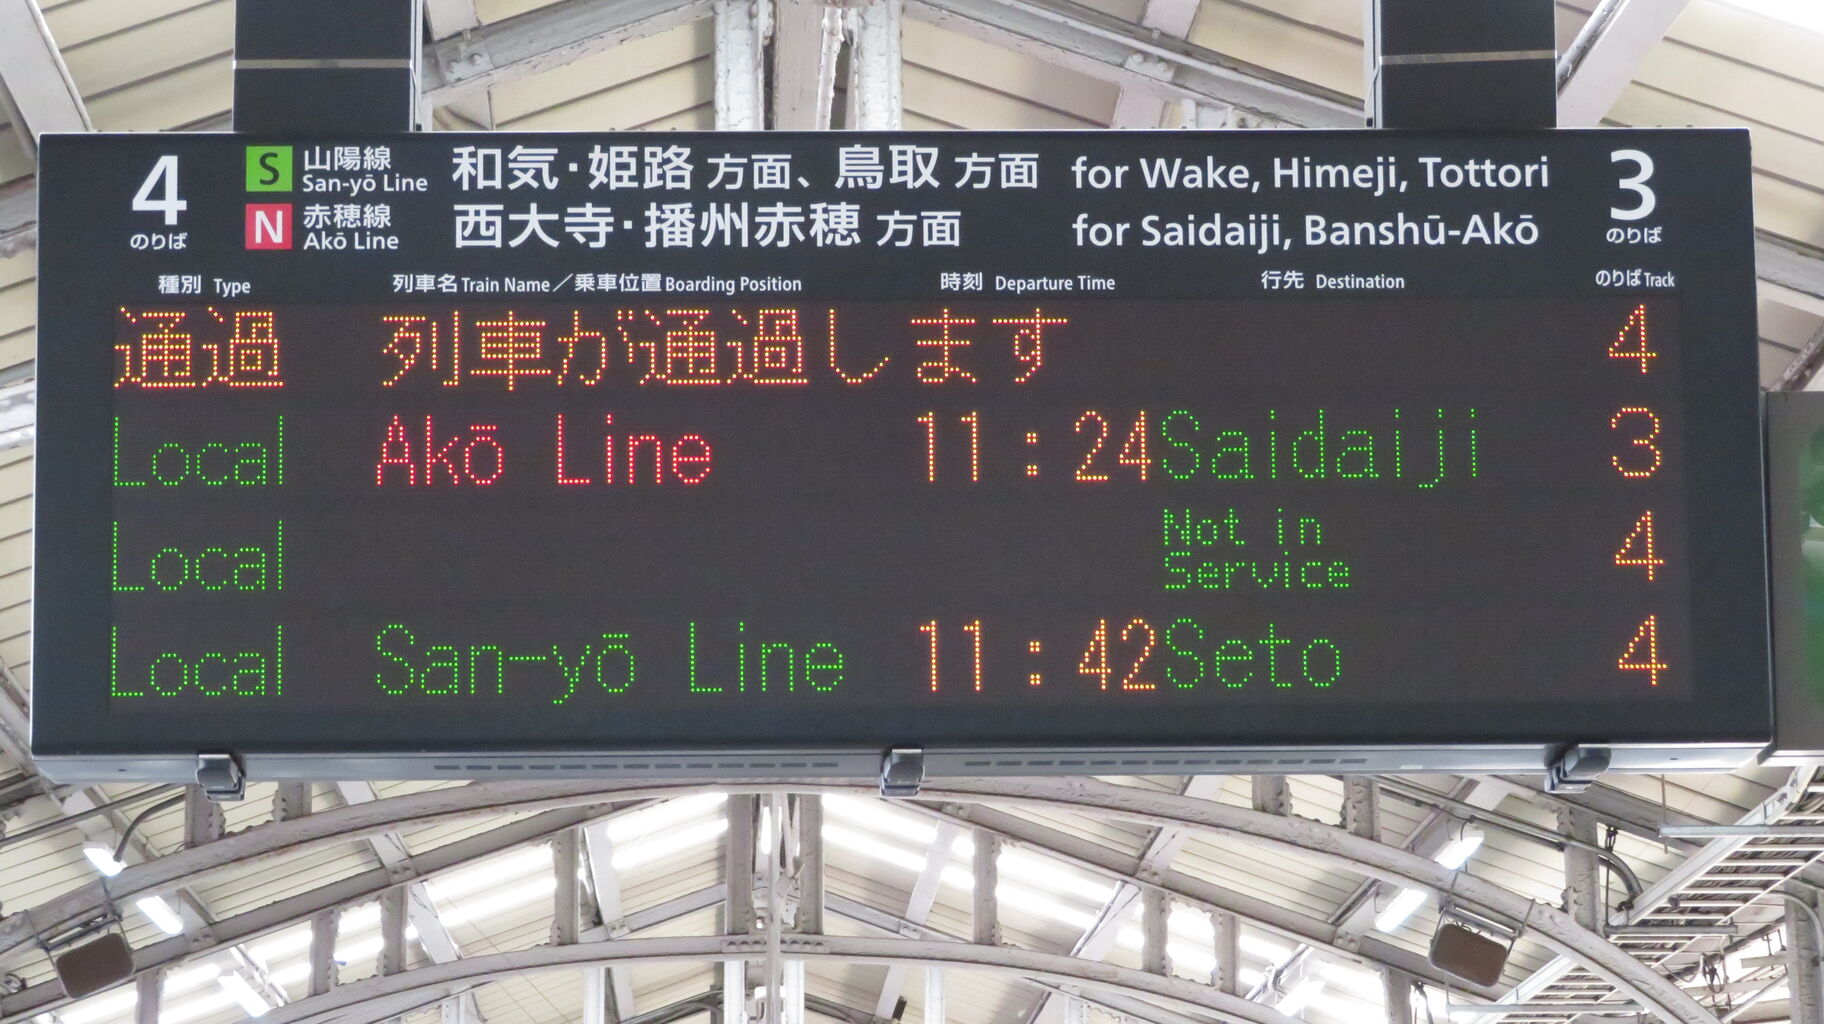 4 のりば
S 山陽線 San-yō Line 和気・姫路 方面、鳥取 方面 for Wake, Himeji, Tottori
N 赤穂線 Akō Line 西大寺・播州赤穂 方面 for Saidaiji, Banshū-Akō
3 のりば
種別 Type 列車名 Train Name／乗車位置 Boarding Position 時刻 Departure Time 行先 Destination のりば Track
通過 列車が通過します 4
Local Akō Line 11:24 Saidaiji 3
Local Not in Service 4
Local San-yō Line 11:42 Seto 4